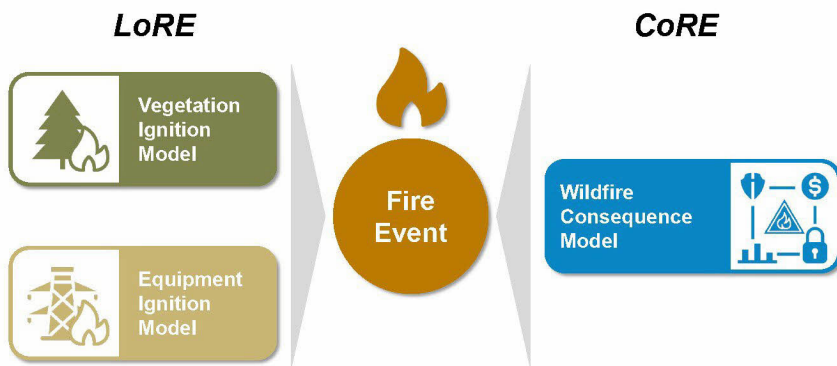 LoRE
CoRE
Vegetation
Ignition
Model
Fire
Event
Wildfire
Consequence
Model
$
Equipment
Ignition
Model